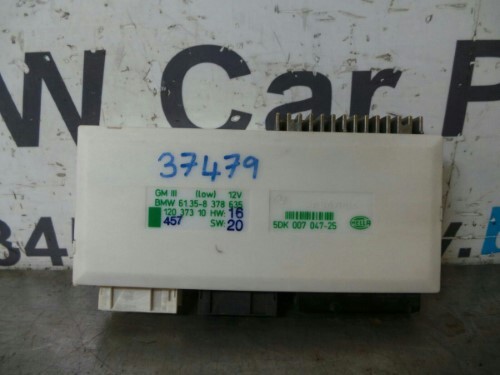 W Car P
37479
GM III (low) 12V
BMW 61.35-8 378 635
120 373 10 HW: 16
457 SW: 20
5DK 007 047-25
HELLA